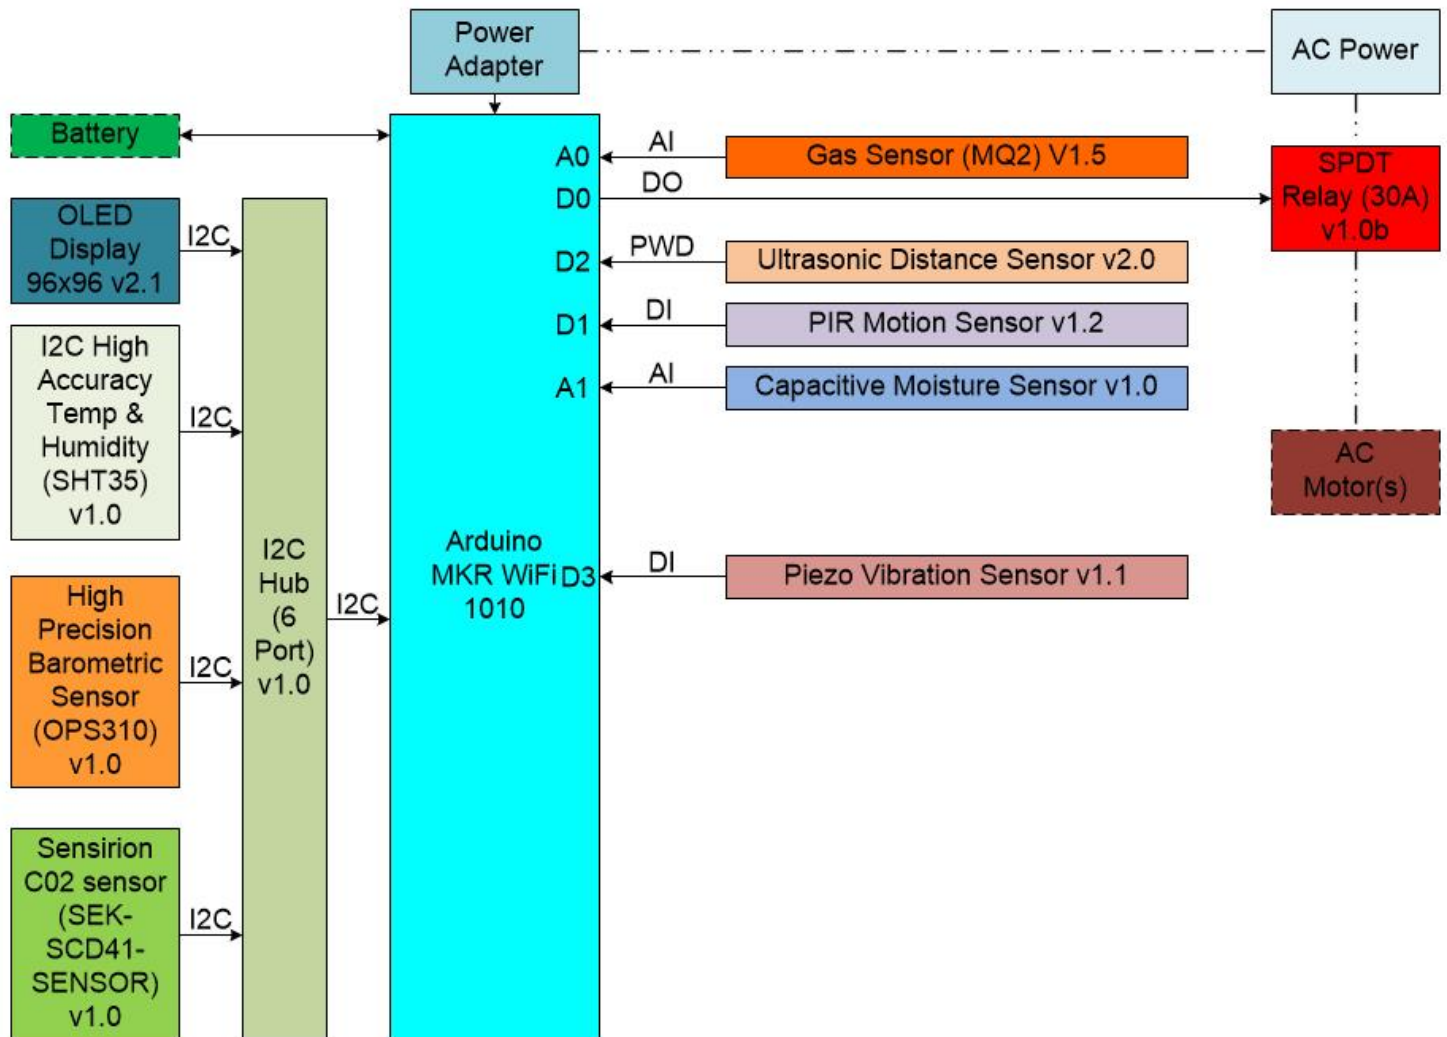 Power
Adapter
AC Power
Battery
A0
AI
Gas Sensor (MQ2) V1.5
D0
DO
SPDT
Relay (30A)
v1.0b
OLED
Display
96x96 v2.1
I2C
D2
PWD
Ultrasonic Distance Sensor v2.0
D1
DI
PIR Motion Sensor v1.2
I2C High
Accuracy
Temp &
Humidity
(SHT35)
v1.0
I2C
A1
AI
Capacitive Moisture Sensor v1.0
AC
Motor(s)
I2C
Hub
(6
Port)
v1.0
I2C
Arduino
MKR WiFi
1010
D3
DI
Piezo Vibration Sensor v1.1
High
Precision
Barometric
Sensor
(OPS310)
v1.0
I2C
Sensirion
C02 sensor
(SEK-
SCD41-
SENSOR)
v1.0
I2C